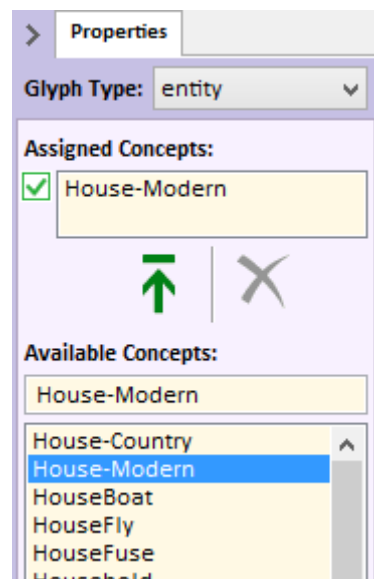 Properties
Glyph Type: entity
Assigned Concepts:
House-Modern
Available Concepts:
House-Modern
House-Country
House-Modern
HouseBoat
HouseFly
HouseFuse
Household